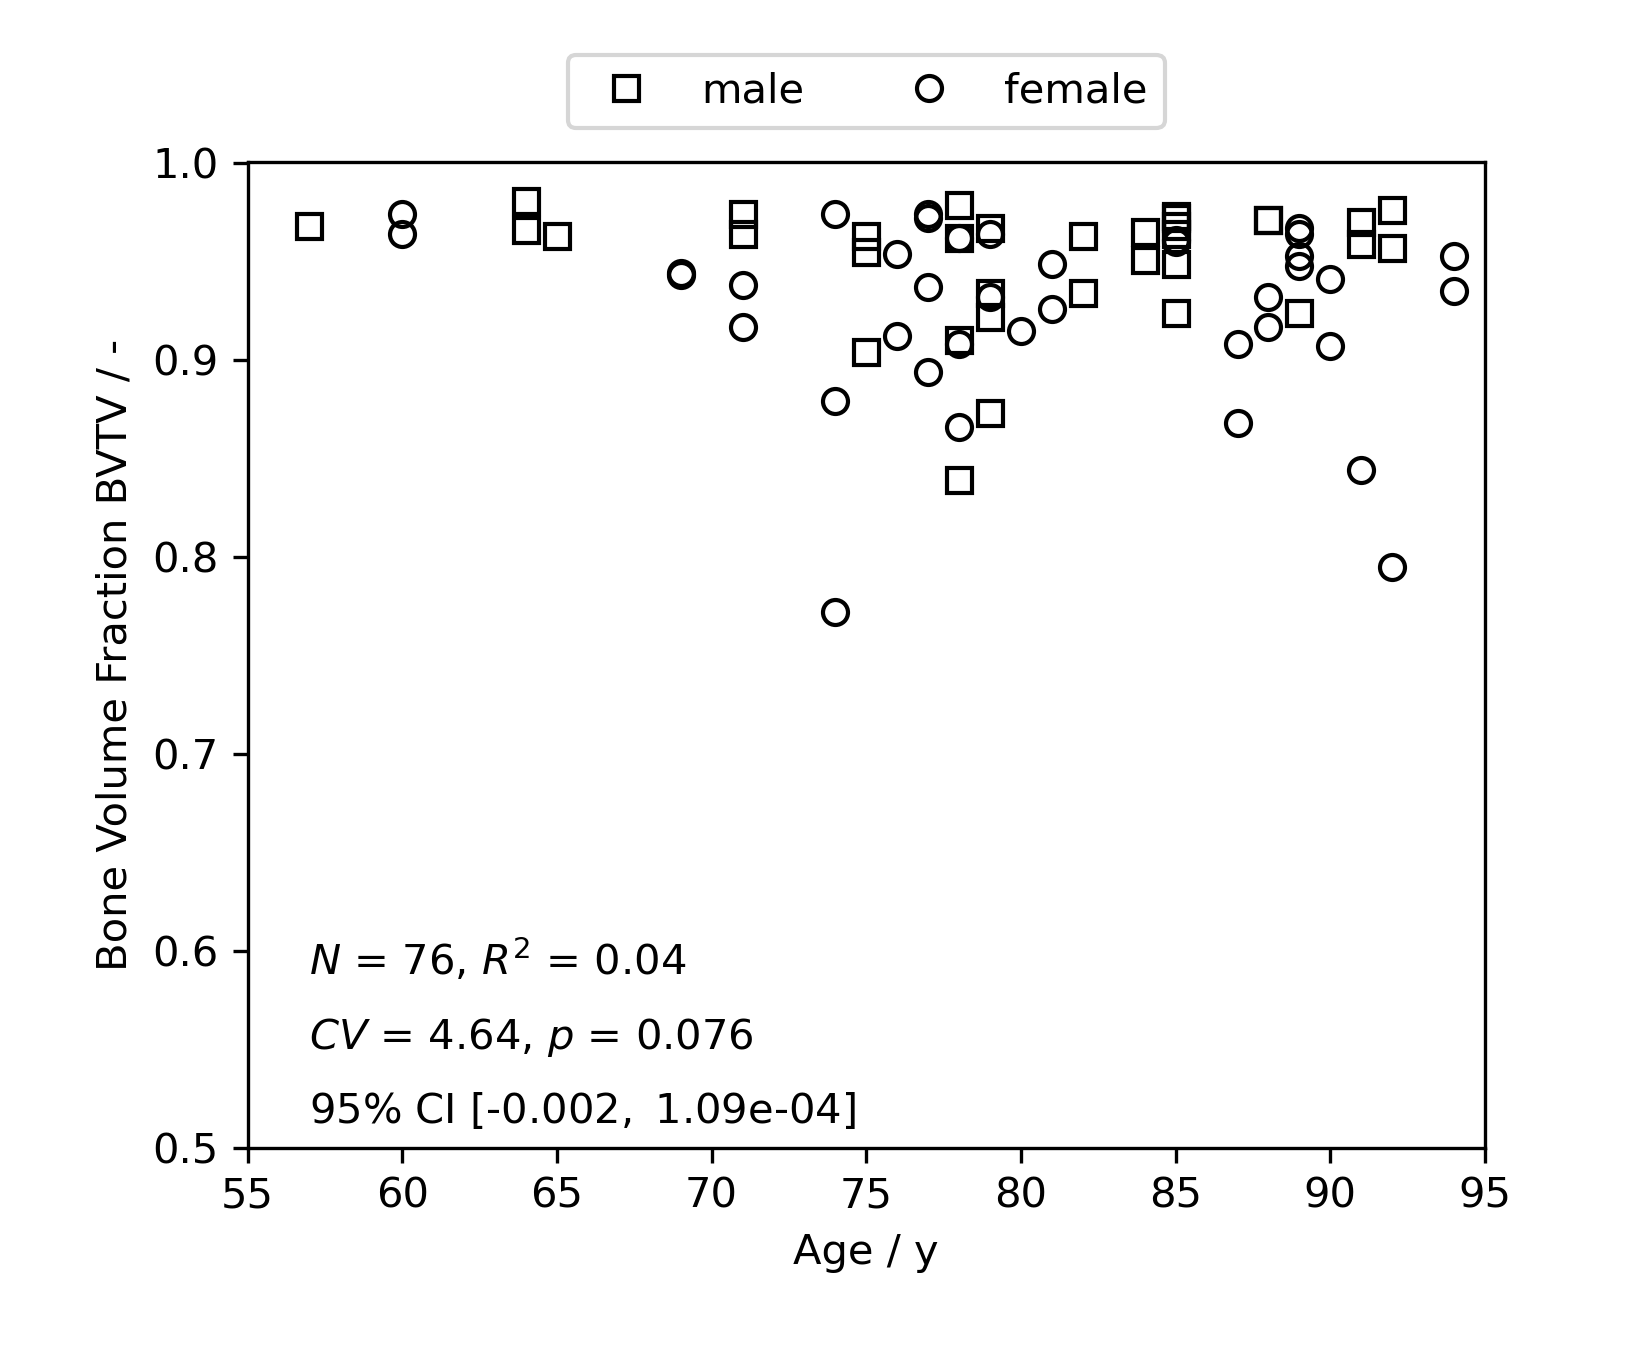 male female
1.0
0.9
0.8
0.7
0.6
0.5
Bone Volume Fraction BVTV / -
N = 76, R² = 0.04
CV = 4.64, p = 0.076
95% CI [-0.002, 1.09e-04]
55 60 65 70 75 80 85 90 95
Age / y